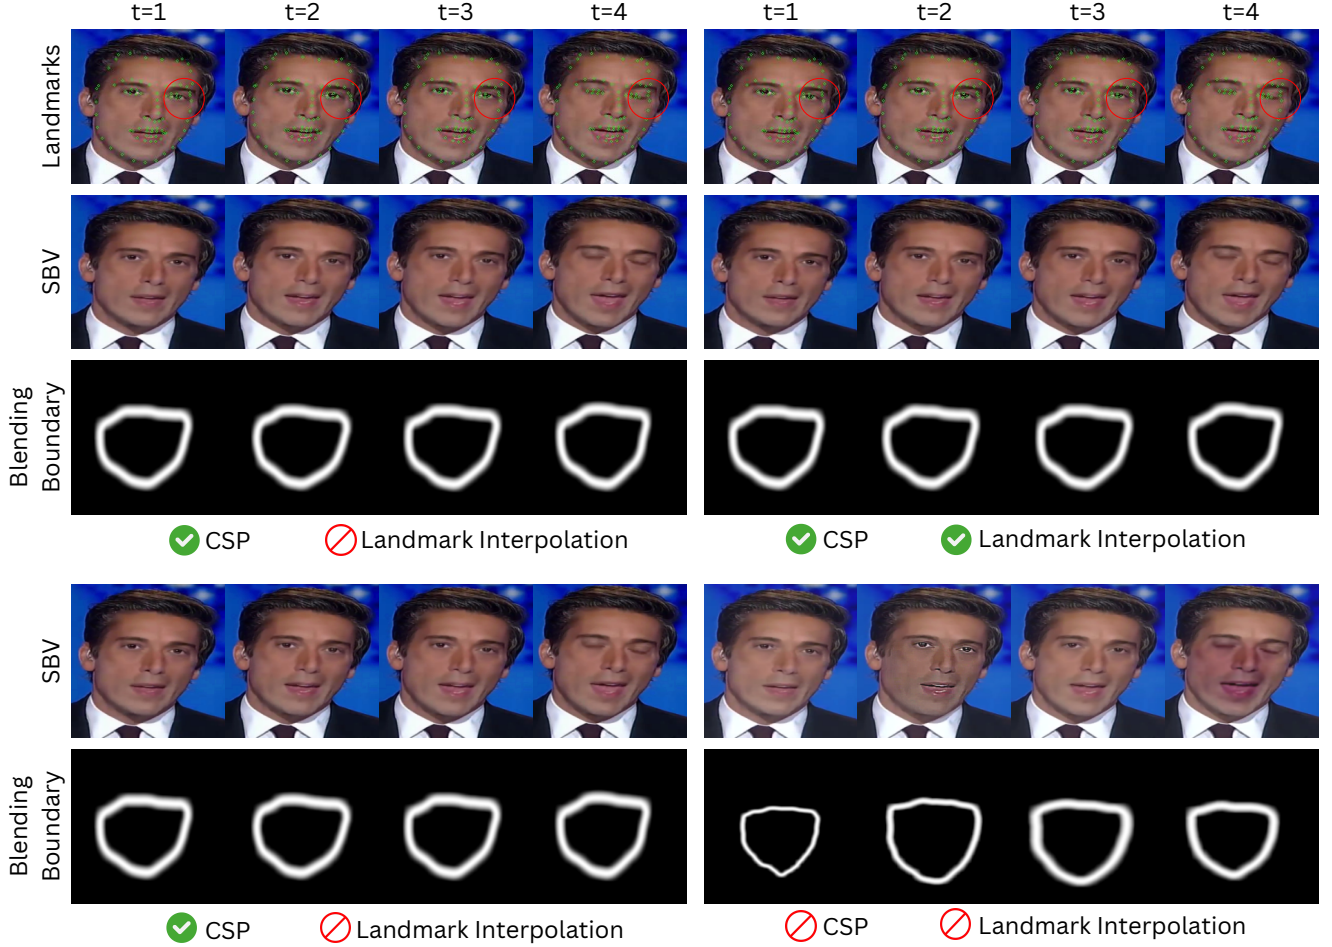 t=1 t=2 t=3 t=4 t=1 t=2 t=3 t=4
Landmarks
SBV
Blending
Boundary
CSP Landmark Interpolation CSP Landmark Interpolation
SBV
Blending
Boundary
CSP Landmark Interpolation CSP Landmark Interpolation